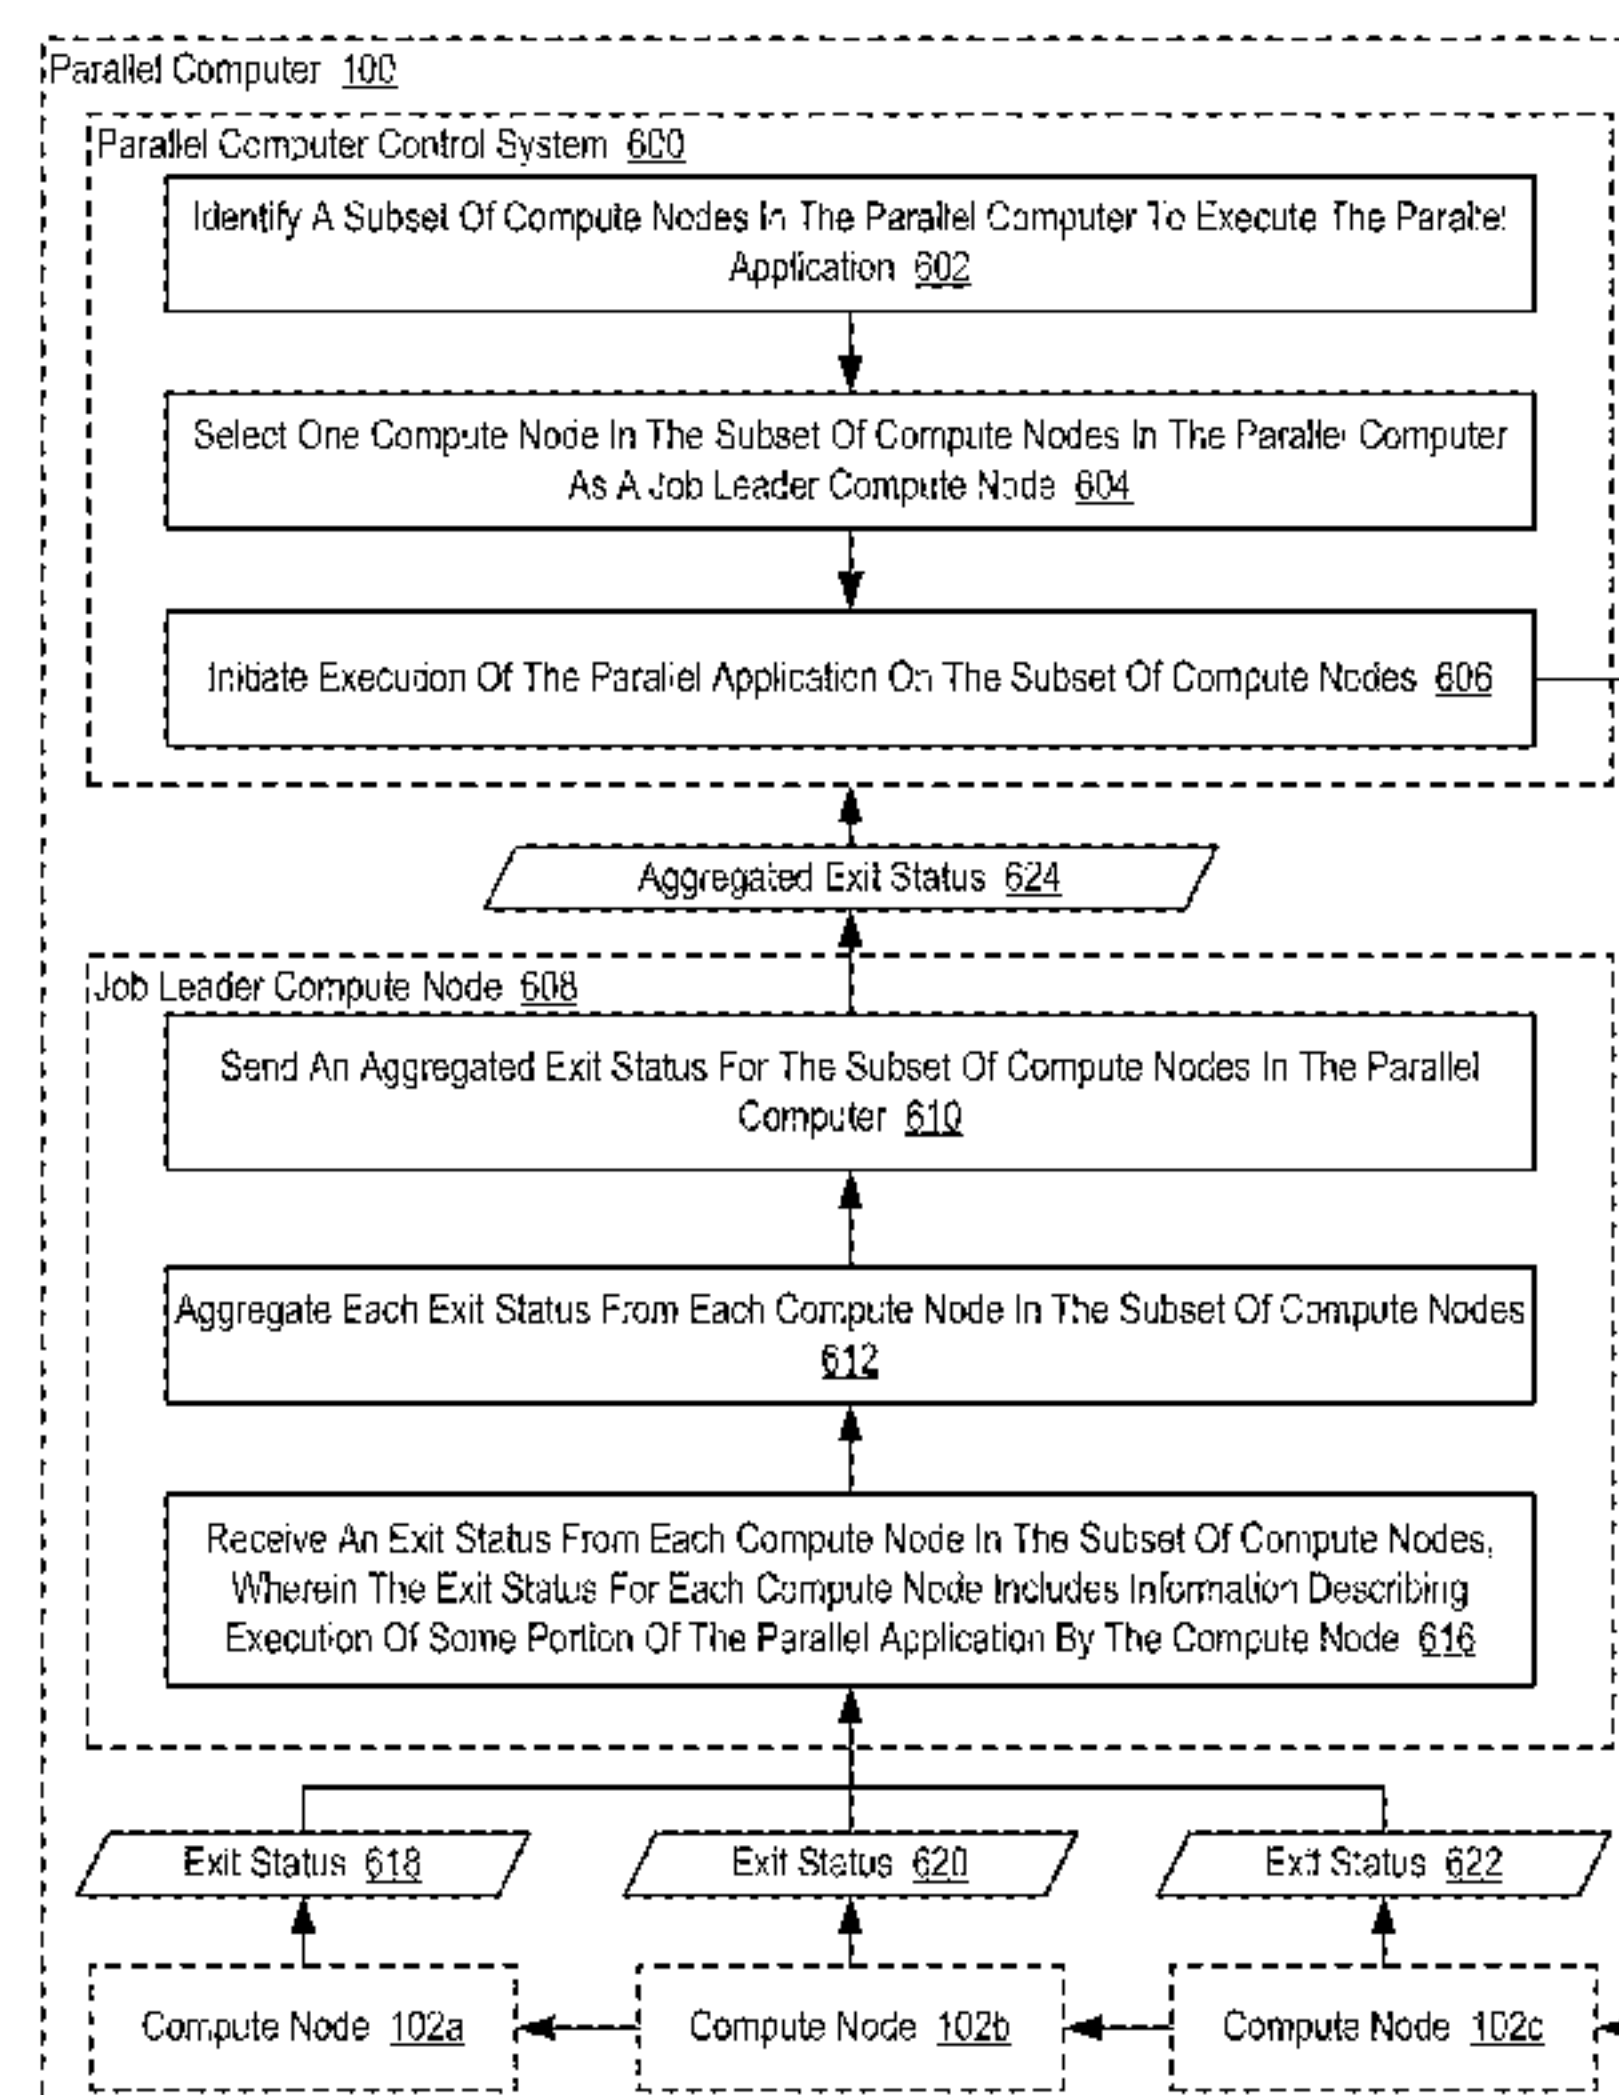 Parallel Computer 100
Parallel Computer Control System 600
Identify A Subset Of Compute Nodes In The Parallel Computer To Execute The Parallel
Application 602
Select One Compute Node In The Subset Of Compute Nodes In The Parallel Computer
As A Job Leader Compute Node 604
Initiate Execution Of The Parallel Application On The Subset Of Compute Nodes 606
Aggregated Exit Status 624
Job Leader Compute Node 608
Send An Aggregated Exit Status For The Subset Of Compute Nodes In The Parallel
Computer 610
Aggregate Each Exit Status From Each Compute Node In The Subset Of Compute Nodes
612
Receive An Exit Status From Each Compute Node In The Subset Of Compute Nodes,
Wherein The Exit Status For Each Compute Node Includes Information Describing
Execution Of Some Portion Of The Parallel Application By The Compute Node 616
Exit Status 618
Exit Status 620
Exit Status 622
Compute Node 102a
Compute Node 102b
Compute Node 102c